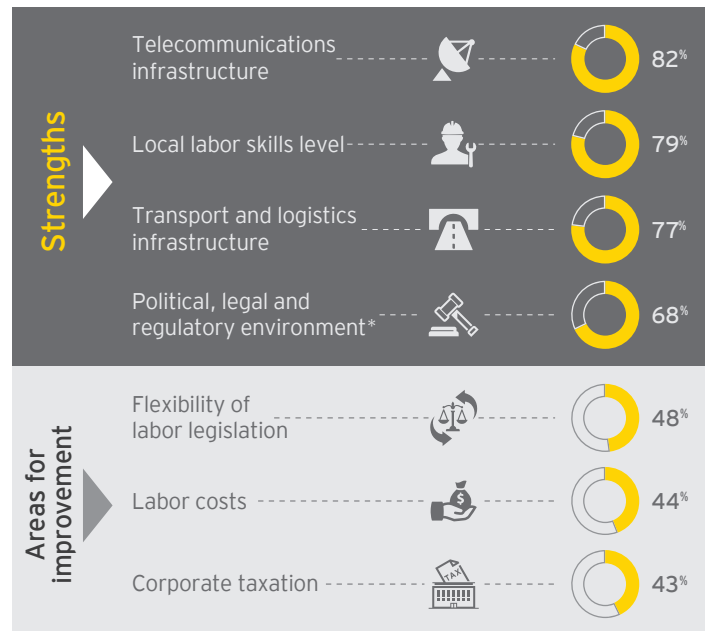 Strengths
Telecommunications
infrastructure
82%
Local labor skills level
79%
Transport and logistics
infrastructure
77%
Political, legal and
regulatory environment*
68%
Areas for
improvement
Flexibility of
labor legislation
48%
Labor costs
$
44%
Corporate taxation
TAX
43%